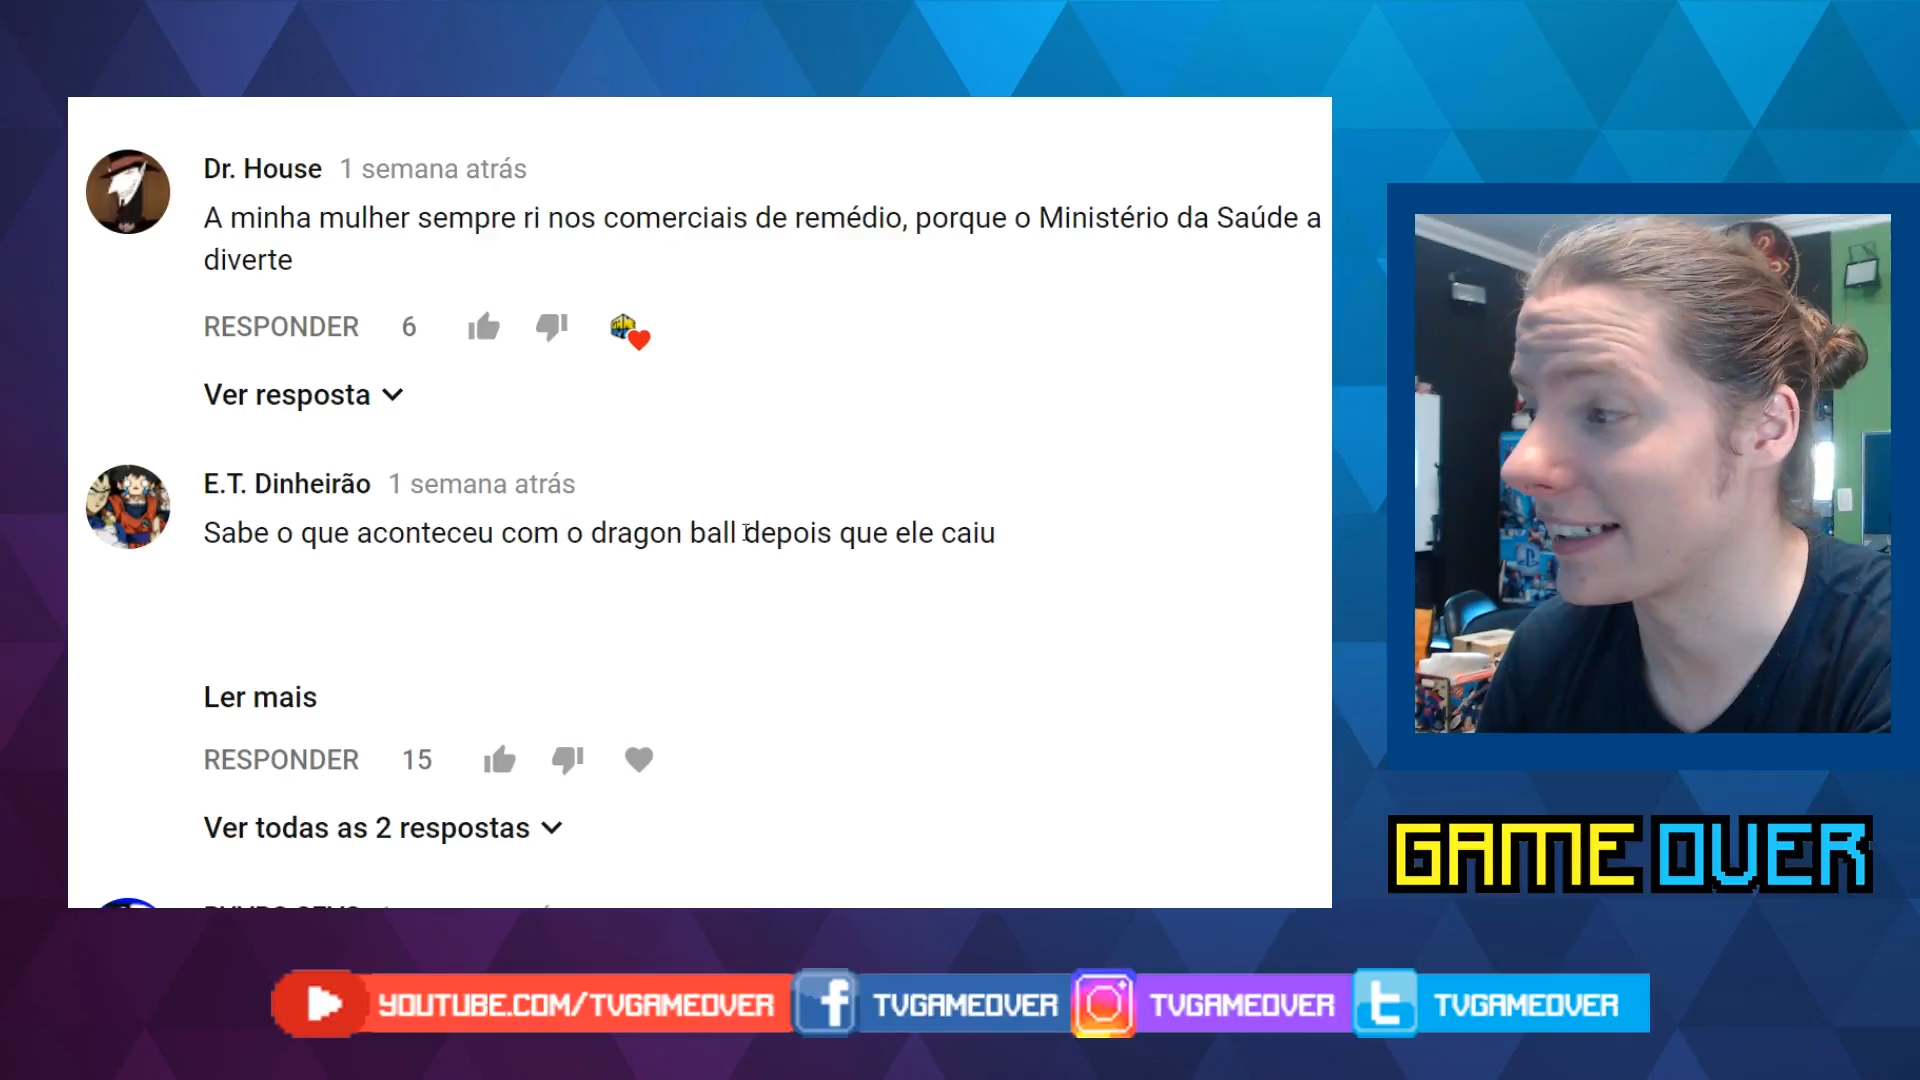 Dr. House 1 semana atrás
A minha mulher sempre ri nos comerciais de remédio, porque o Ministério da Saúde a
diverte
RESPONDER 6
Ver resposta
E.T. Dinheirão 1 semana atrás
Sabe o que aconteceu com o dragon ball depois que ele caiu
Ler mais
RESPONDER 15
Ver todas as 2 respostas
GAME OVER
YOUTUBE.COM/TVGAMEOVER TVGAMEOVER TVGAMEOVER TVGAMEOVER